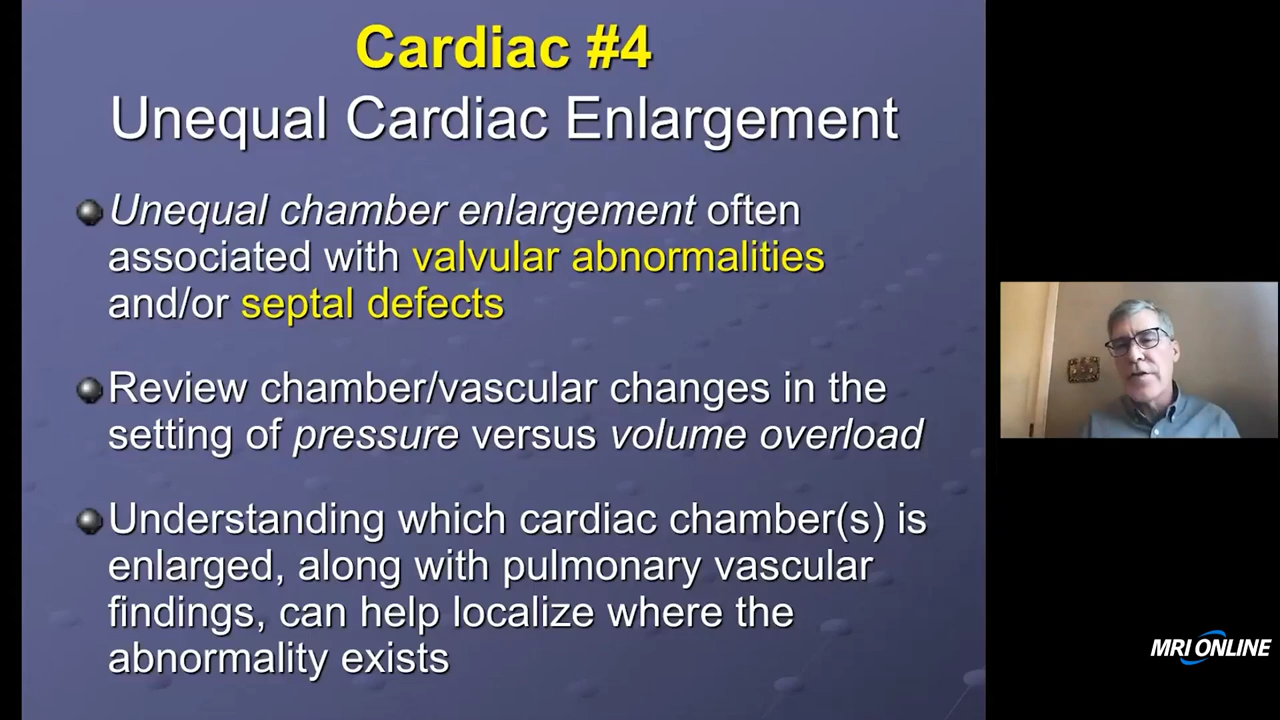 Cardiac #4
Unequal Cardiac Enlargement
Unequal chamber enlargement often
associated with valvular abnormalities
and/or septal defects
Review chamber/vascular changes in the
setting of pressure versus volume overload
Understanding which cardiac chamber(s) is
enlarged, along with pulmonary vascular
findings, can help localize where the
abnormality exists
MRI ONLINE